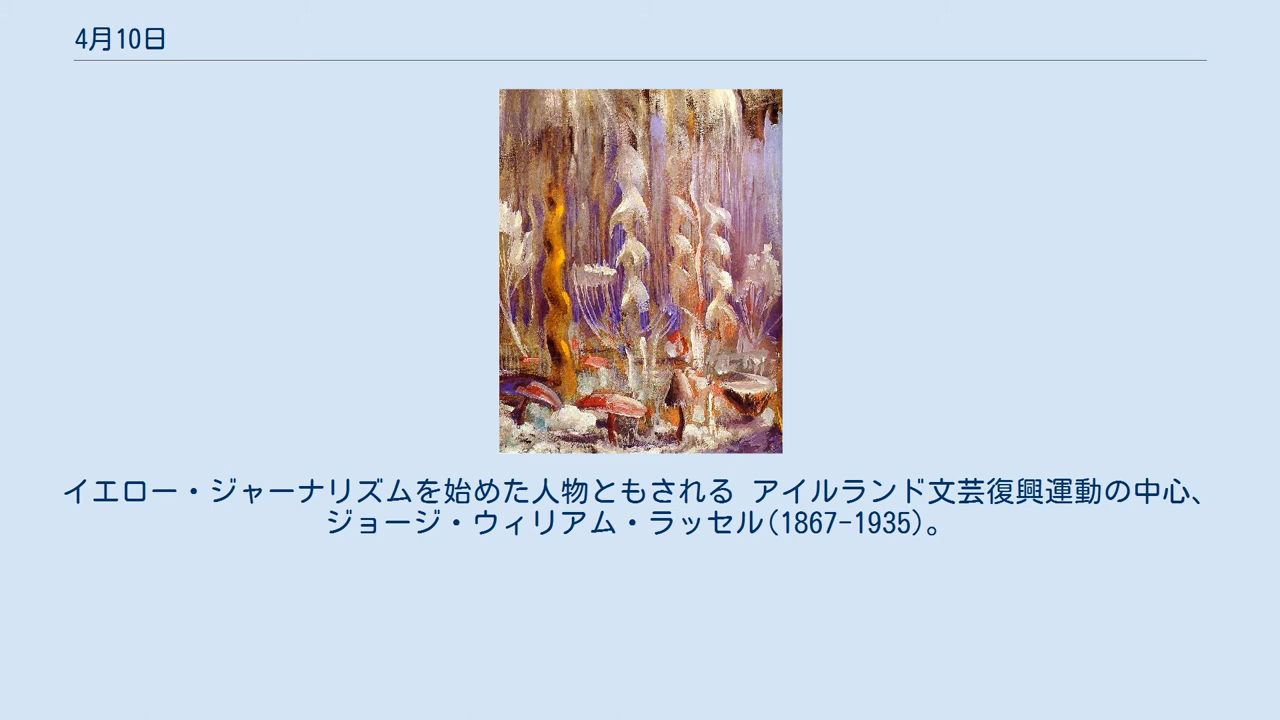 4月10日
イエロー・ジャーナリズムを始めた人物ともされる アイルランド文芸復興運動の中心、
ジョージ・ウィリアム・ラッセル(1867-1935)。